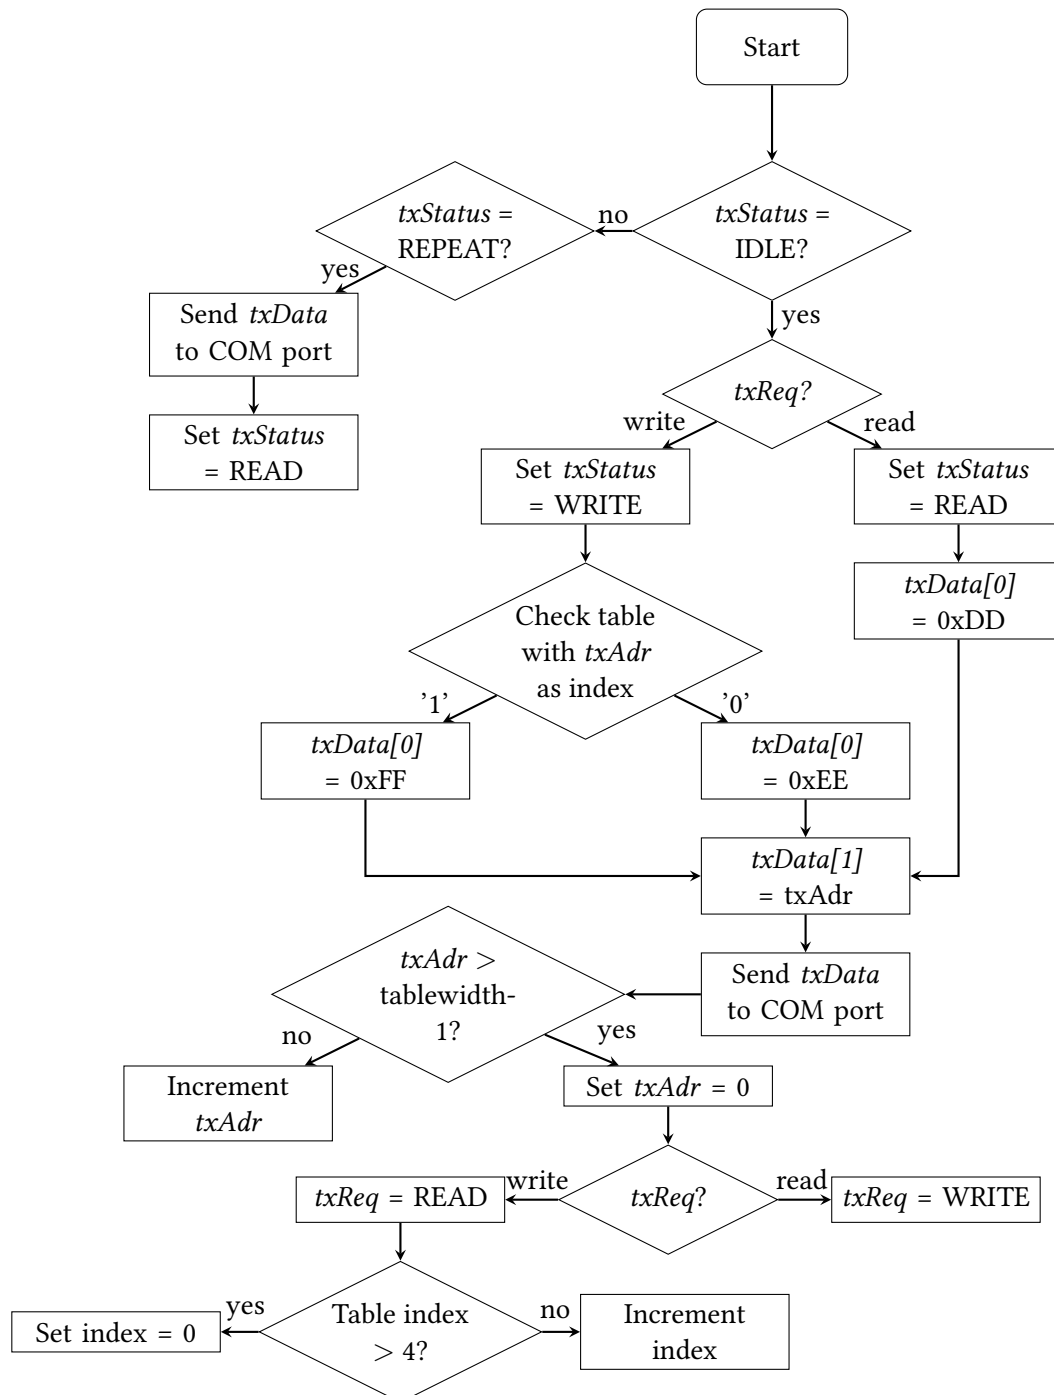 Start
txStatus =
REPEAT?
no
txStatus =
IDLE?
yes
Send txData
to COM port
yes
txReq?
Set txStatus
= READ
write
read
Set txStatus
= WRITE
Set txStatus
= READ
Check table
with txAdr
as index
txData[0]
= 0xDD
'1'
'0'
txData[0]
= 0xFF
txData[0]
= 0xEE
txData[1]
= txAdr
txAdr >
tablewidth-
1?
Send txData
to COM port
no
yes
Increment
txAdr
Set txAdr = 0
txReq = READ
write
txReq?
read
txReq = WRITE
Set index = 0
yes
Table index
> 4?
no
Increment
index